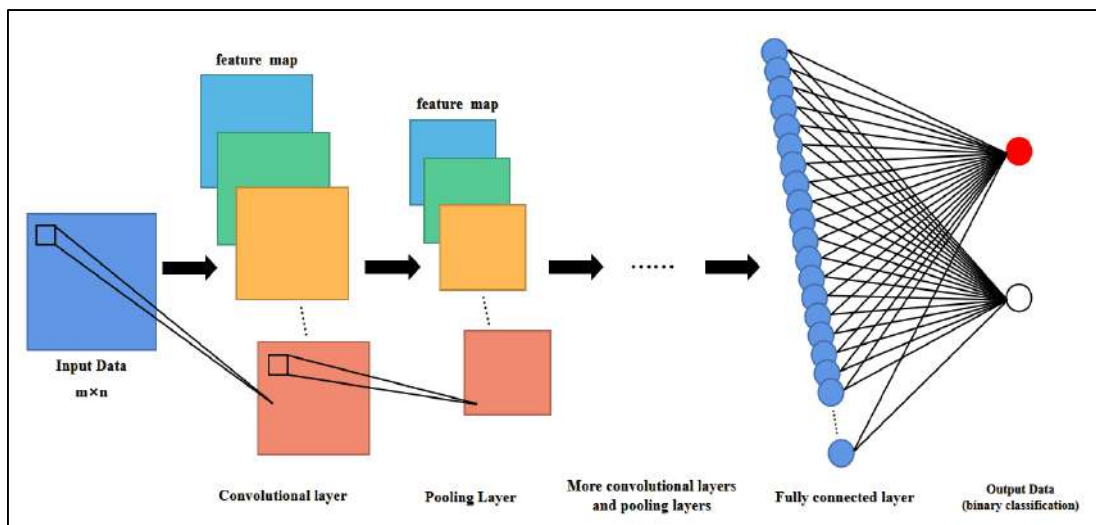 feature map
feature map
Input Data
m×n
......
Convolutional layer
Pooling Layer
More convolutional layers
and pooling layers
Fully connected layer
Output Data
(binary classification)